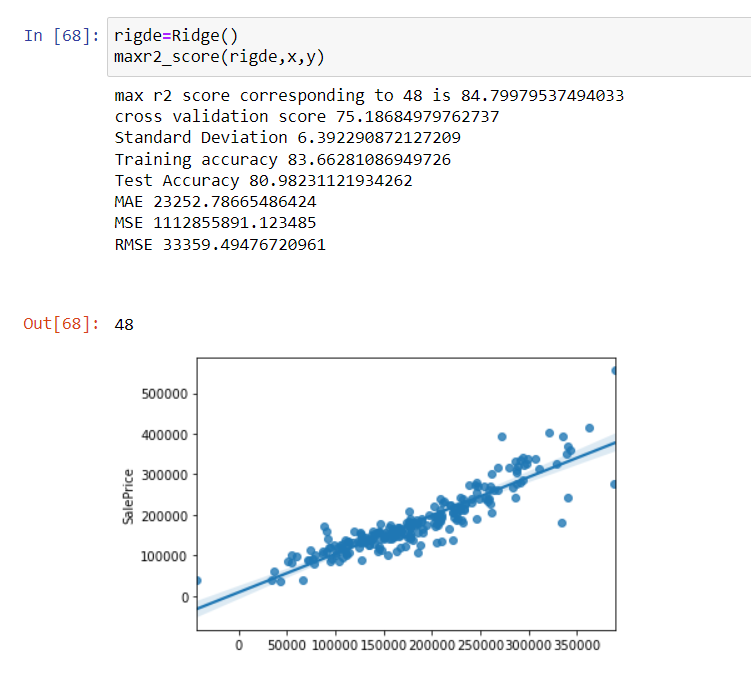 In [68]: rigde=Ridge()
maxr2_score(rigde,x,y)
max r2 score corresponding to 48 is 84.79979537494033
cross validation score 75.18684979762737
Standard Deviation 6.392290872127209
Training accuracy 83.66281086949726
Test Accuracy 80.98231121934262
MAE 23252.78665486424
MSE 1112855891.123485
RMSE 33359.49476720961
Out[68]: 48
500000
400000
300000
200000
100000
0
SalePrice
0 50000 100000 150000 200000 250000 300000 350000